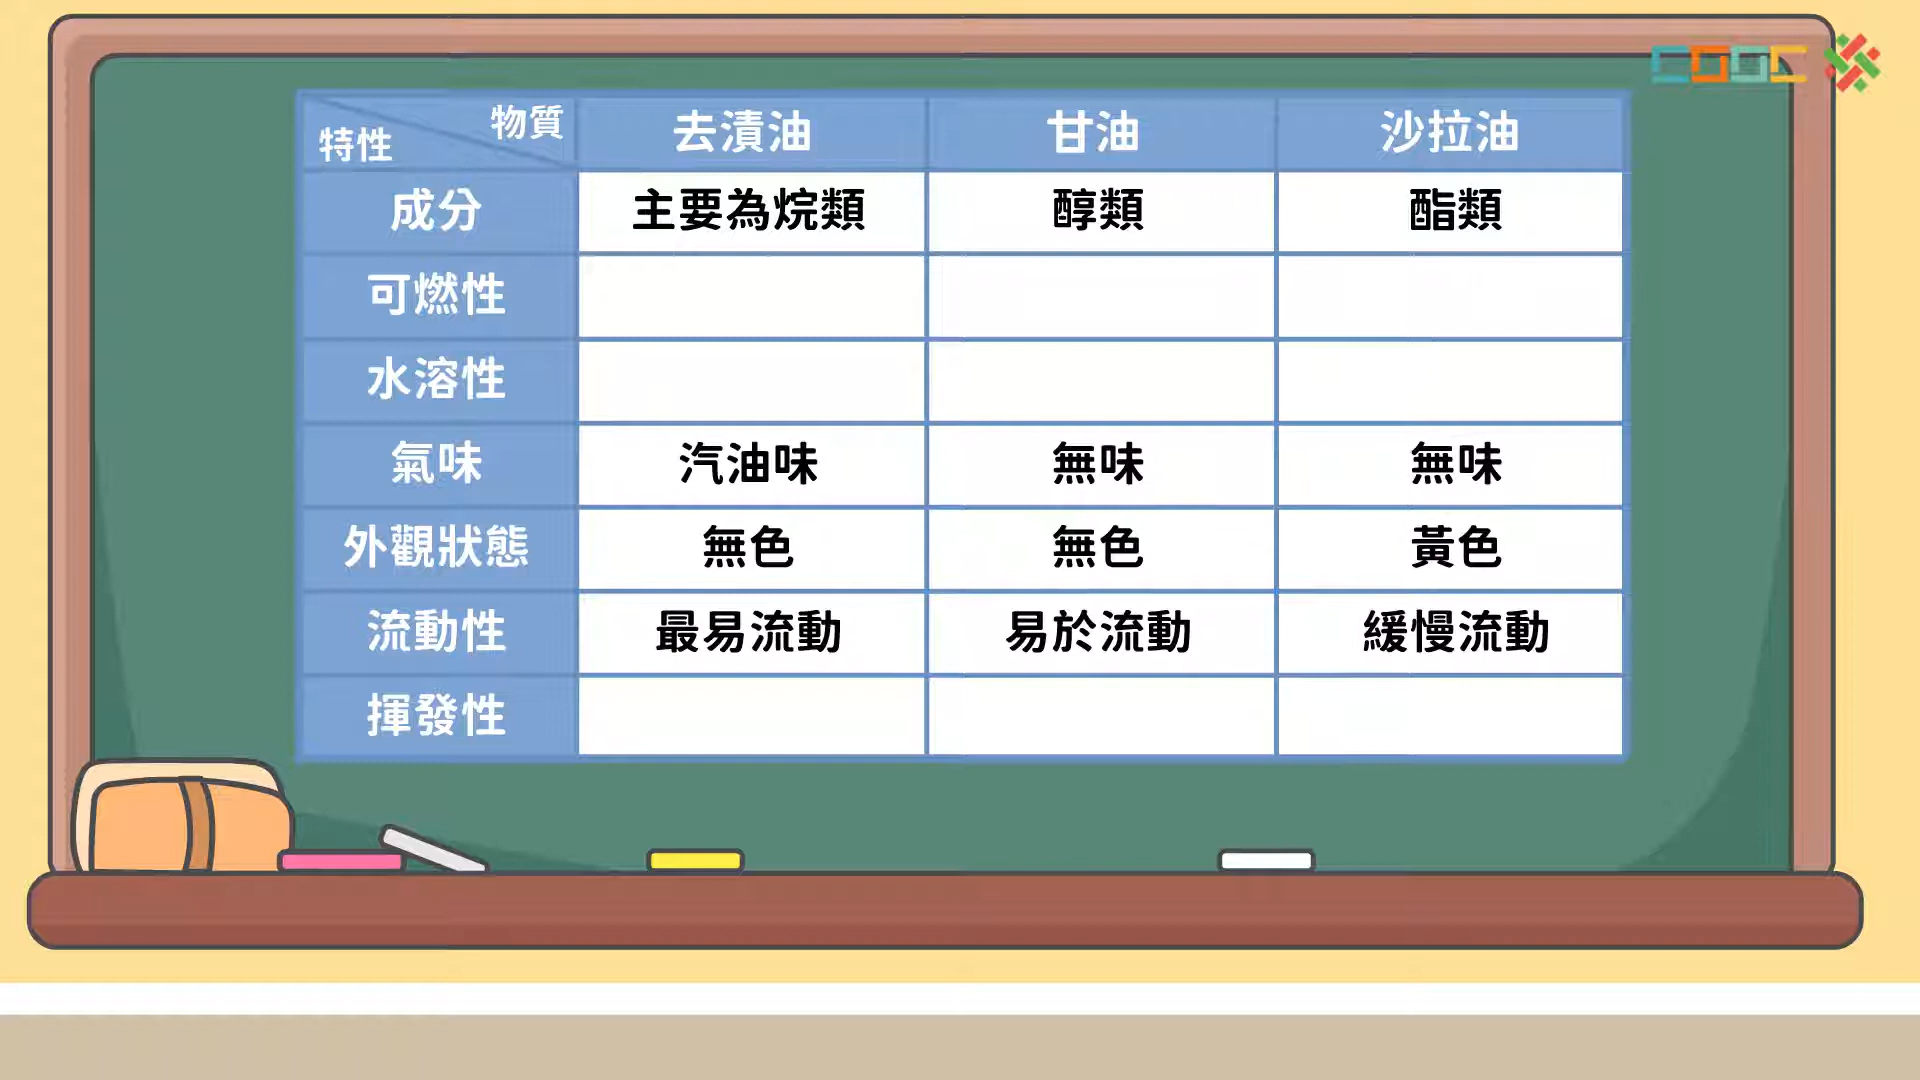 物質
特性
去漬油 甘油 沙拉油
成分 主要為烷類 醇類 酯類
可燃性
水溶性
氣味 汽油味 無味 無味
外觀狀態 無色 無色 黃色
流動性 最易流動 易於流動 緩慢流動
揮發性